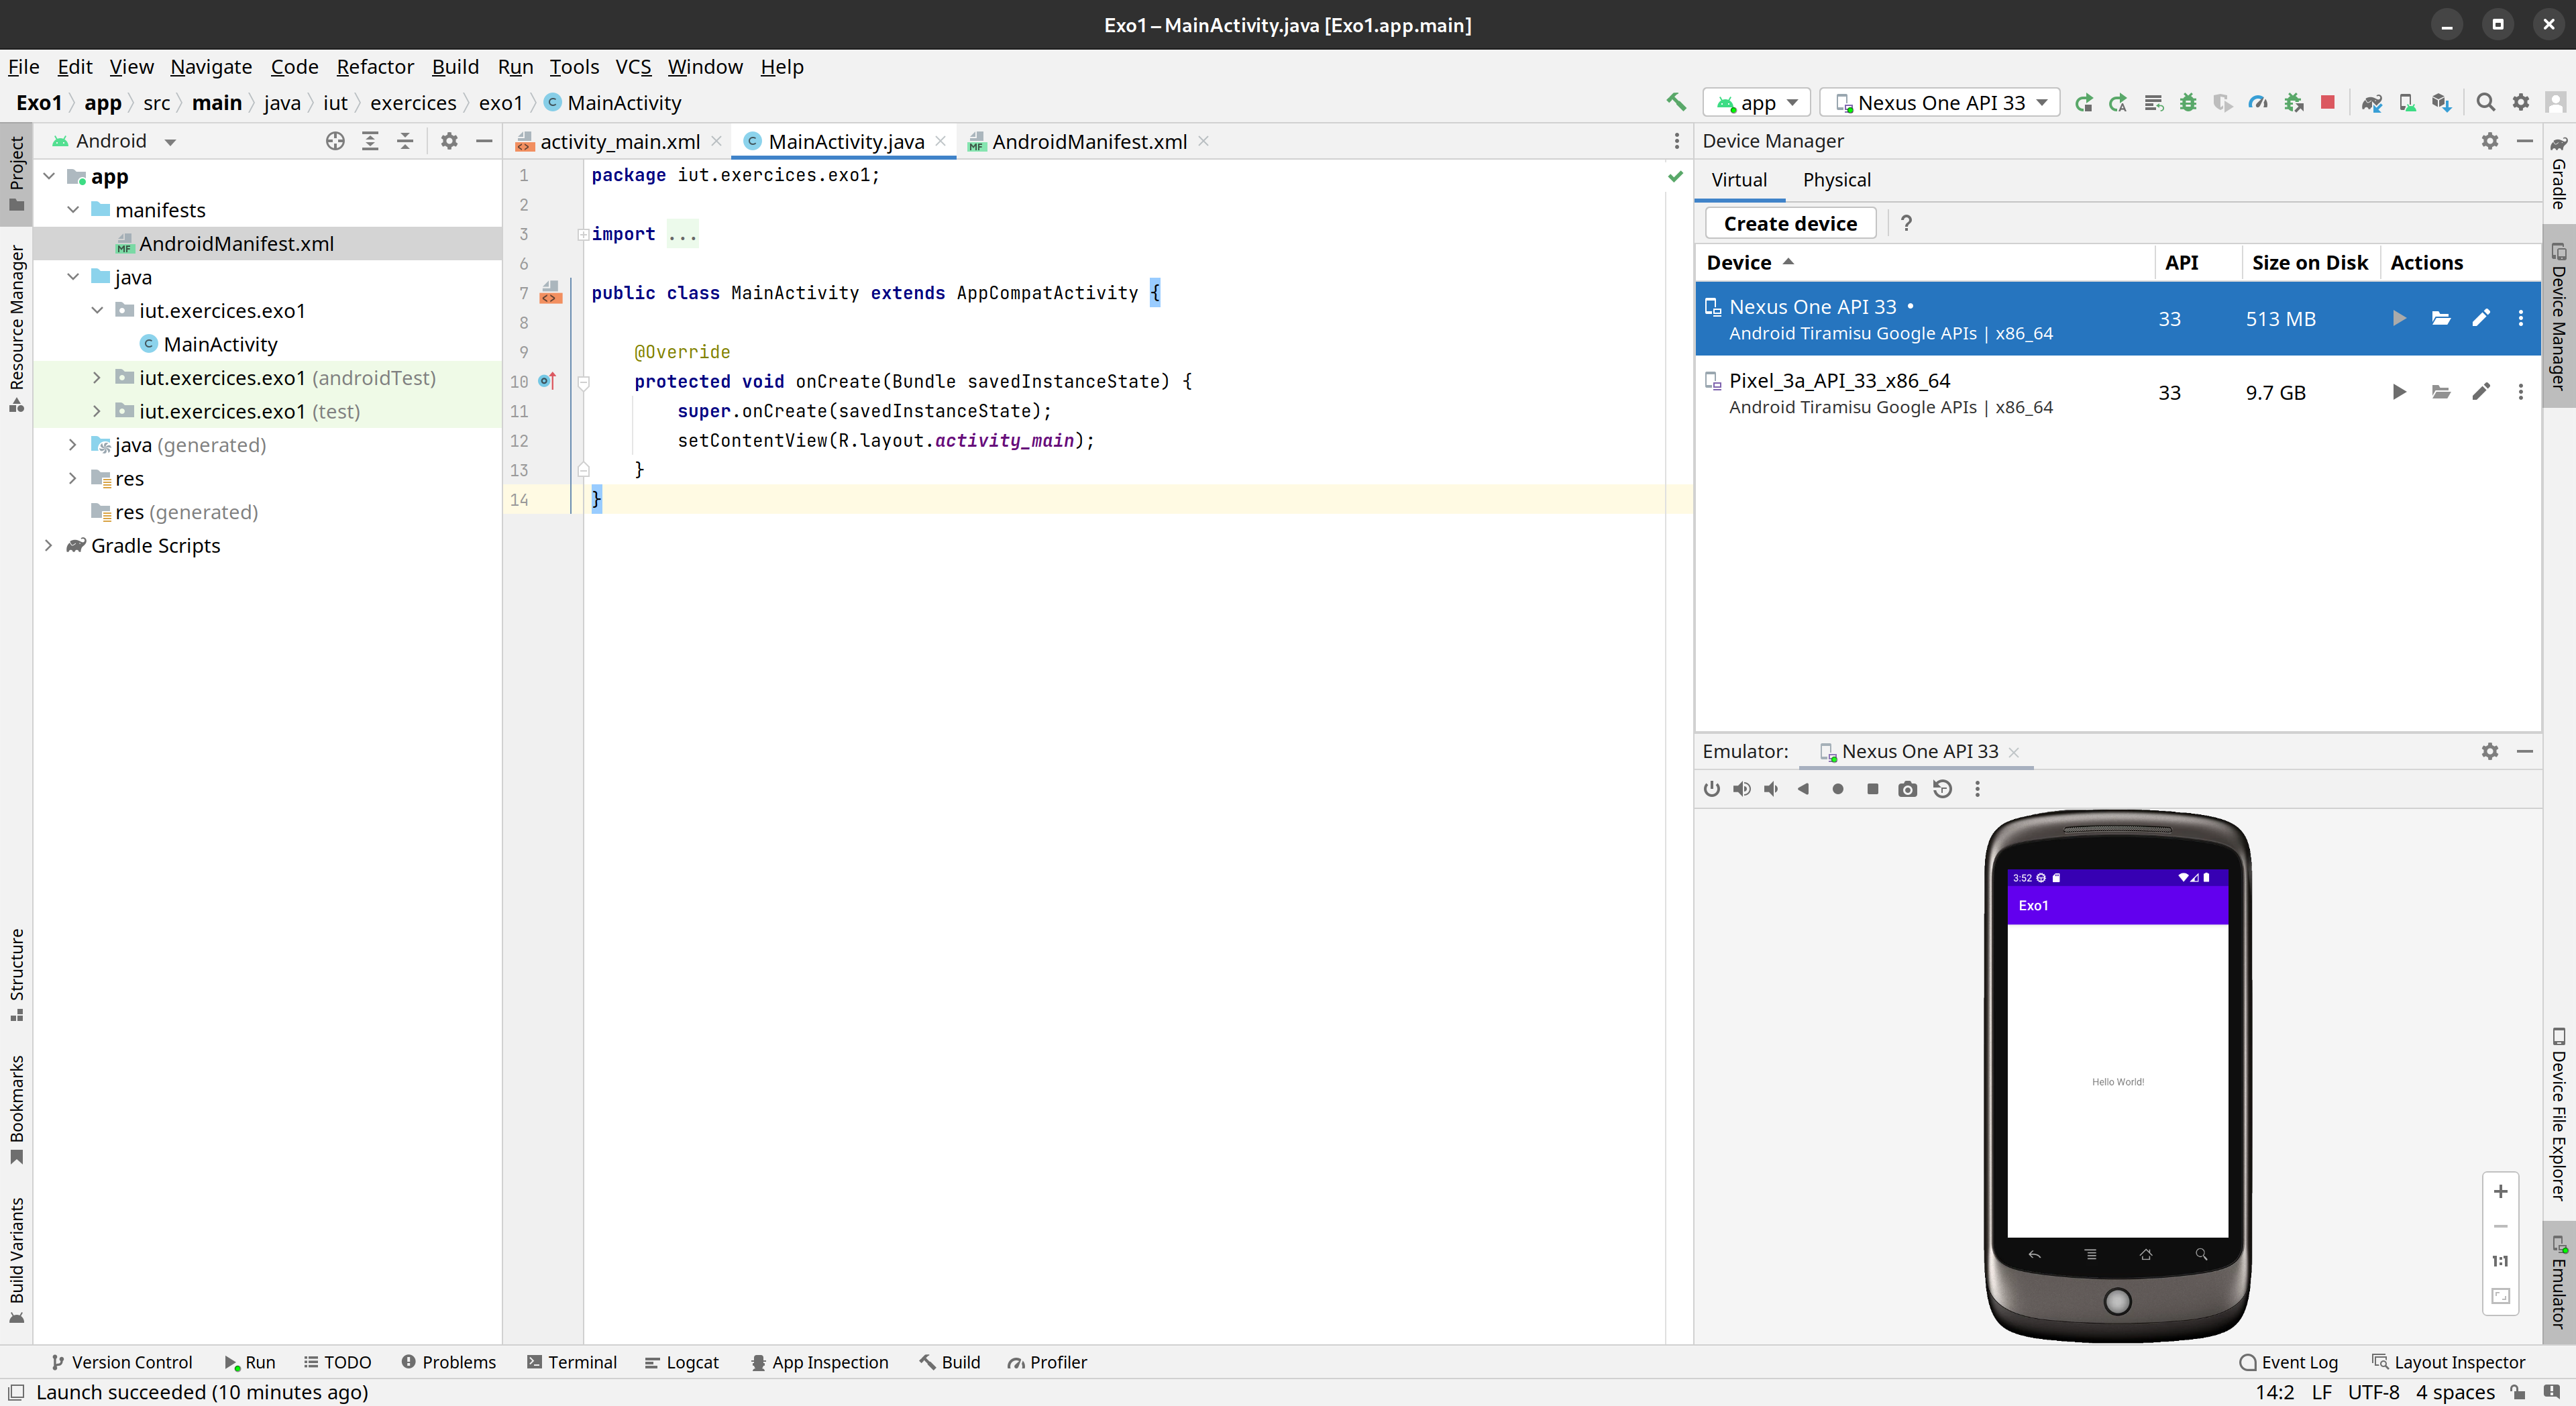 Exo1 – MainActivity.java [Exo1.app.main]
File Edit View Navigate Code Refactor Build Run Tools VCS Window Help
Exo1 app src main java iut exercices exo1 MainActivity
app Nexus One API 33
Android
activity_main.xml MainActivity.java AndroidManifest.xml
Device Manager
Project
Resource Manager
Structure
Bookmarks
Build Variants
app
manifests
AndroidManifest.xml
java
iut.exercices.exo1
MainActivity
iut.exercices.exo1 (androidTest)
iut.exercices.exo1 (test)
java (generated)
res
res (generated)
Gradle Scripts
1 package iut.exercices.exo1;
2
3 import ...
6
7 public class MainActivity extends AppCompatActivity {
8
9 @Override
10 protected void onCreate(Bundle savedInstanceState) {
11 super.onCreate(savedInstanceState);
12 setContentView(R.layout.activity_main);
13 }
14 }
Virtual Physical
Create device ?
Device API Size on Disk Actions
Nexus One API 33 • 33 513 MB
Android Tiramisu Google APIs | x86_64
Pixel_3a_API_33_x86_64 33 9.7 GB
Android Tiramisu Google APIs | x86_64
Emulator: Nexus One API 33
3:52
Exo1
Hello World!
1:1
Gradle
Device Manager
Device File Explorer
Emulator
Version Control Run TODO Problems Terminal Logcat App Inspection Build Profiler Event Log Layout Inspector
Launch succeeded (10 minutes ago) 14:2 LF UTF-8 4 spaces